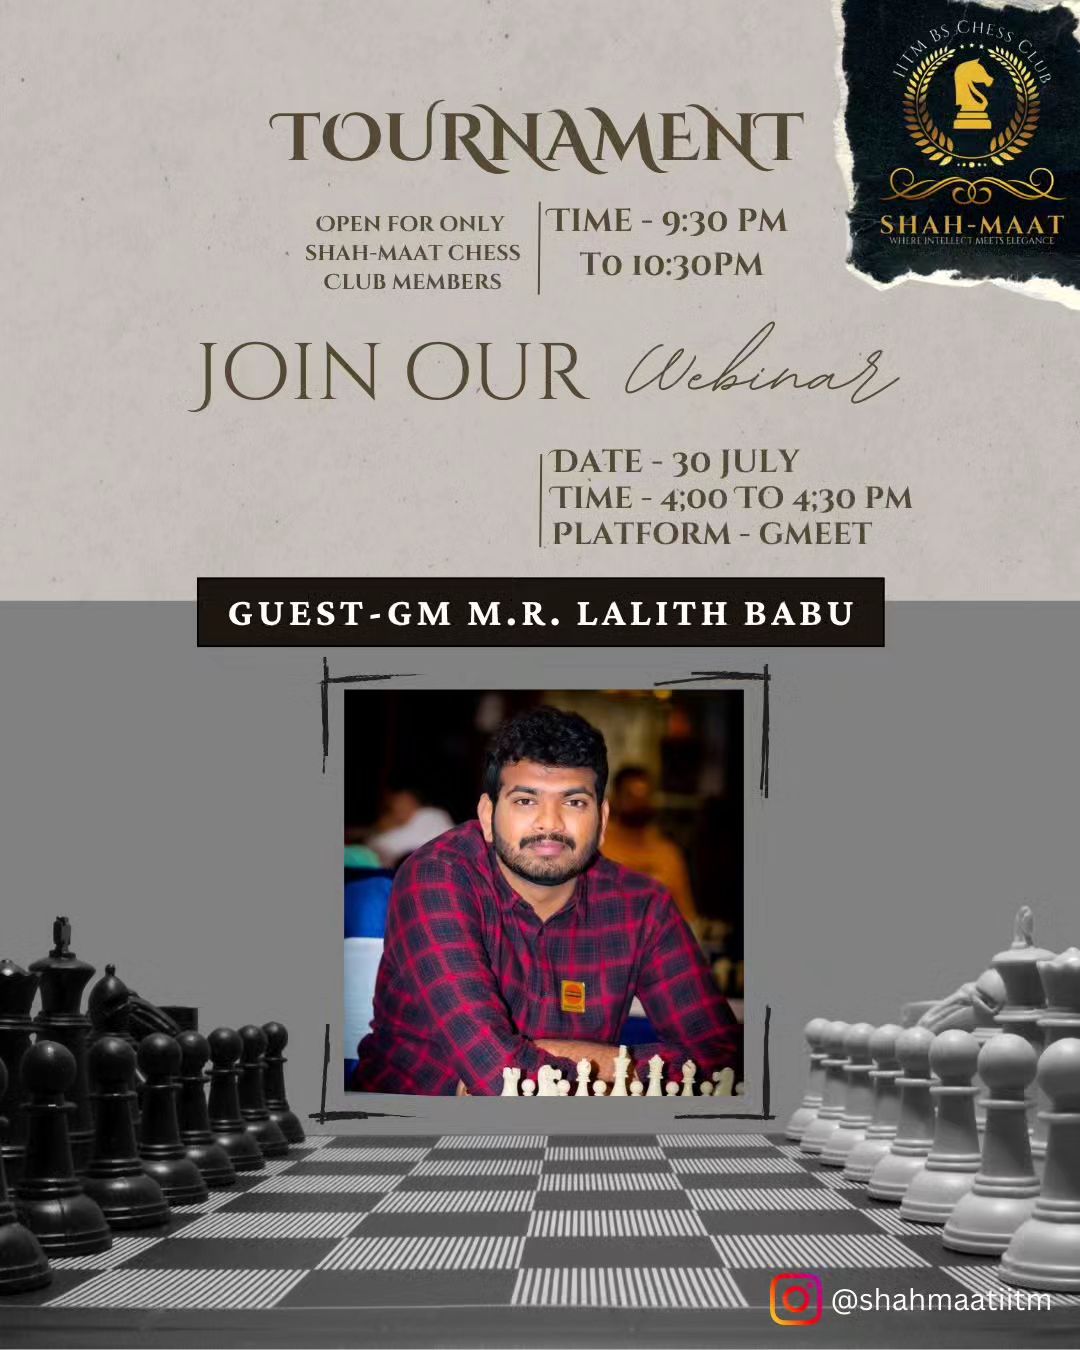 IITM BS CHESS CLUB
SHAH-MAAT
WHERE INTELLECT MEETS ELEGANCE
TOURNAMENT
OPEN FOR ONLY
SHAH-MAAT CHESS
CLUB MEMBERS
TIME - 9:30 PM
TO 10:30PM
JOIN OUR Webinar
DATE - 30 JULY
TIME - 4;00 TO 4;30 PM
PLATFORM - GMEET
GUEST-GM M.R. LALITH BABU
@shahmaatiitm